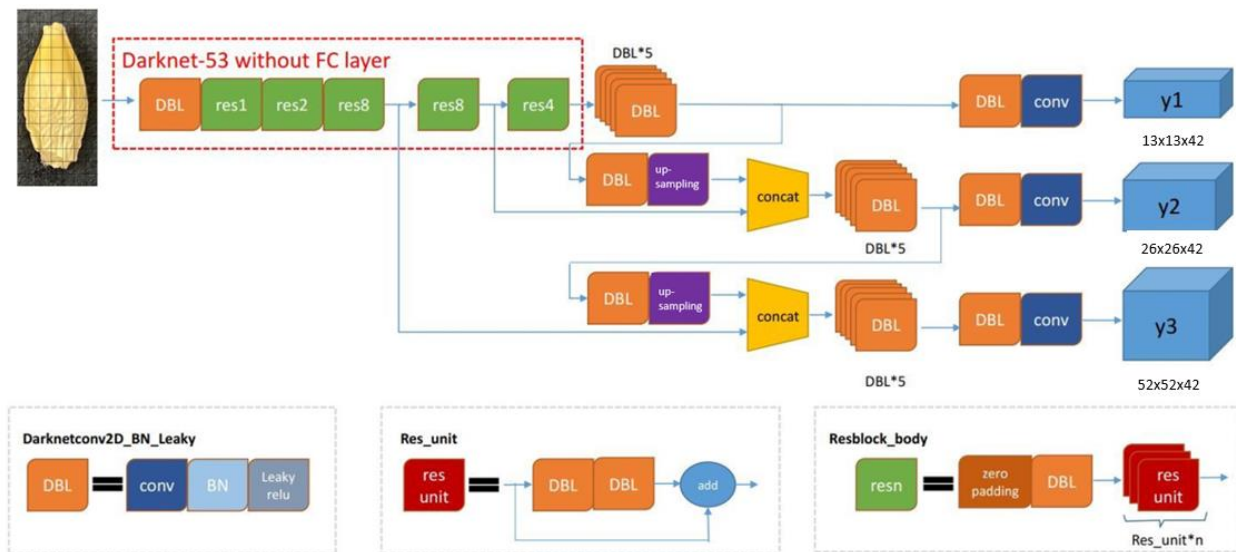 Darknet-53 without FC layer
DBL
res1
res2
res8
res8
res4
DBL*5
DBL
DBL
conv
y1
13x13x42
DBL
up-
sampling
concat
DBL
DBL*5
DBL
conv
y2
26x26x42
DBL
up-
sampling
concat
DBL
DBL*5
DBL
conv
y3
52x52x42
Darknetconv2D_BN_Leaky
DBL
conv
BN
Leaky
relu
Res_unit
res
unit
DBL
DBL
add
Resblock_body
resn
zero
padding
DBL
res
unit
Res_unit*n